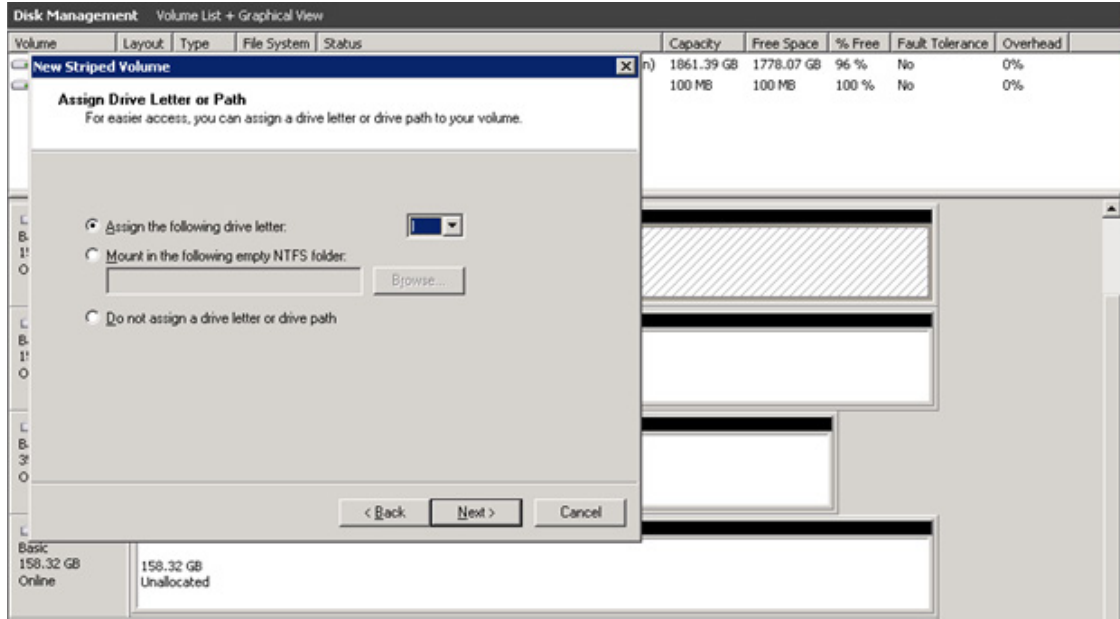 Disk Management Volume List + Graphical View
Volume Layout Type File System Status Capacity Free Space % Free Fault Tolerance Overhead
New Striped Volume n) 1861.39 GB 1778.07 GB 96 % No 0%
100 MB 100 MB 100 % No 0%
Assign Drive Letter or Path
For easier access, you can assign a drive letter or drive path to your volume.
Assign the following drive letter:
Mount in the following empty NTFS folder:
Browse...
Do not assign a drive letter or drive path
< Back Next > Cancel
Basic
158.32 GB 158.32 GB
Online Unallocated